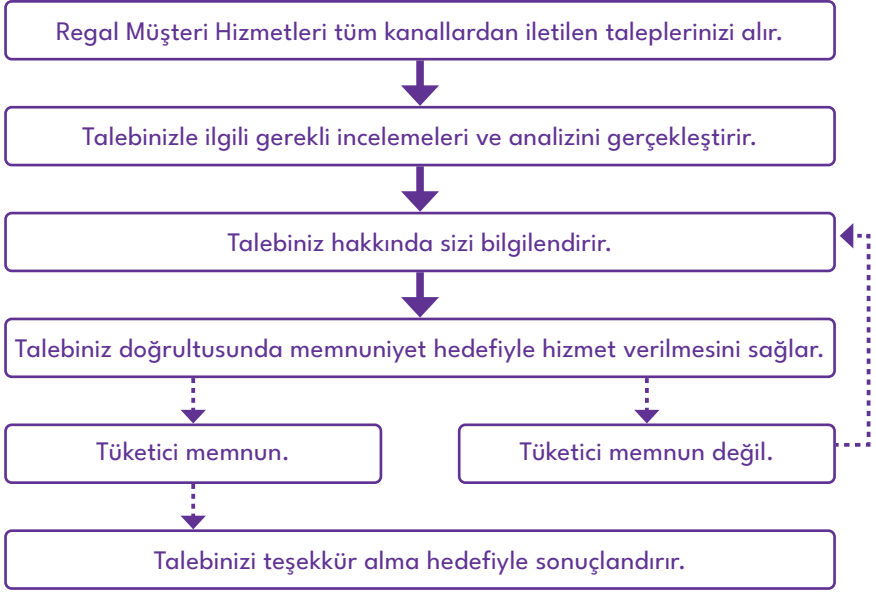 Regal Müşteri Hizmetleri tüm kanallardan iletilen taleplerinizi alır.
Talebinizle ilgili gerekli incelemeleri ve analizini gerçekleştirir.
Talebiniz hakkında sizi bilgilendirir.
Talebiniz doğrultusunda memnuniyet hedefiyle hizmet verilmesini sağlar.
Tüketici memnun.
Tüketici memnun değil.
Talebinizi teşekkür alma hedefiyle sonuçlandırır.